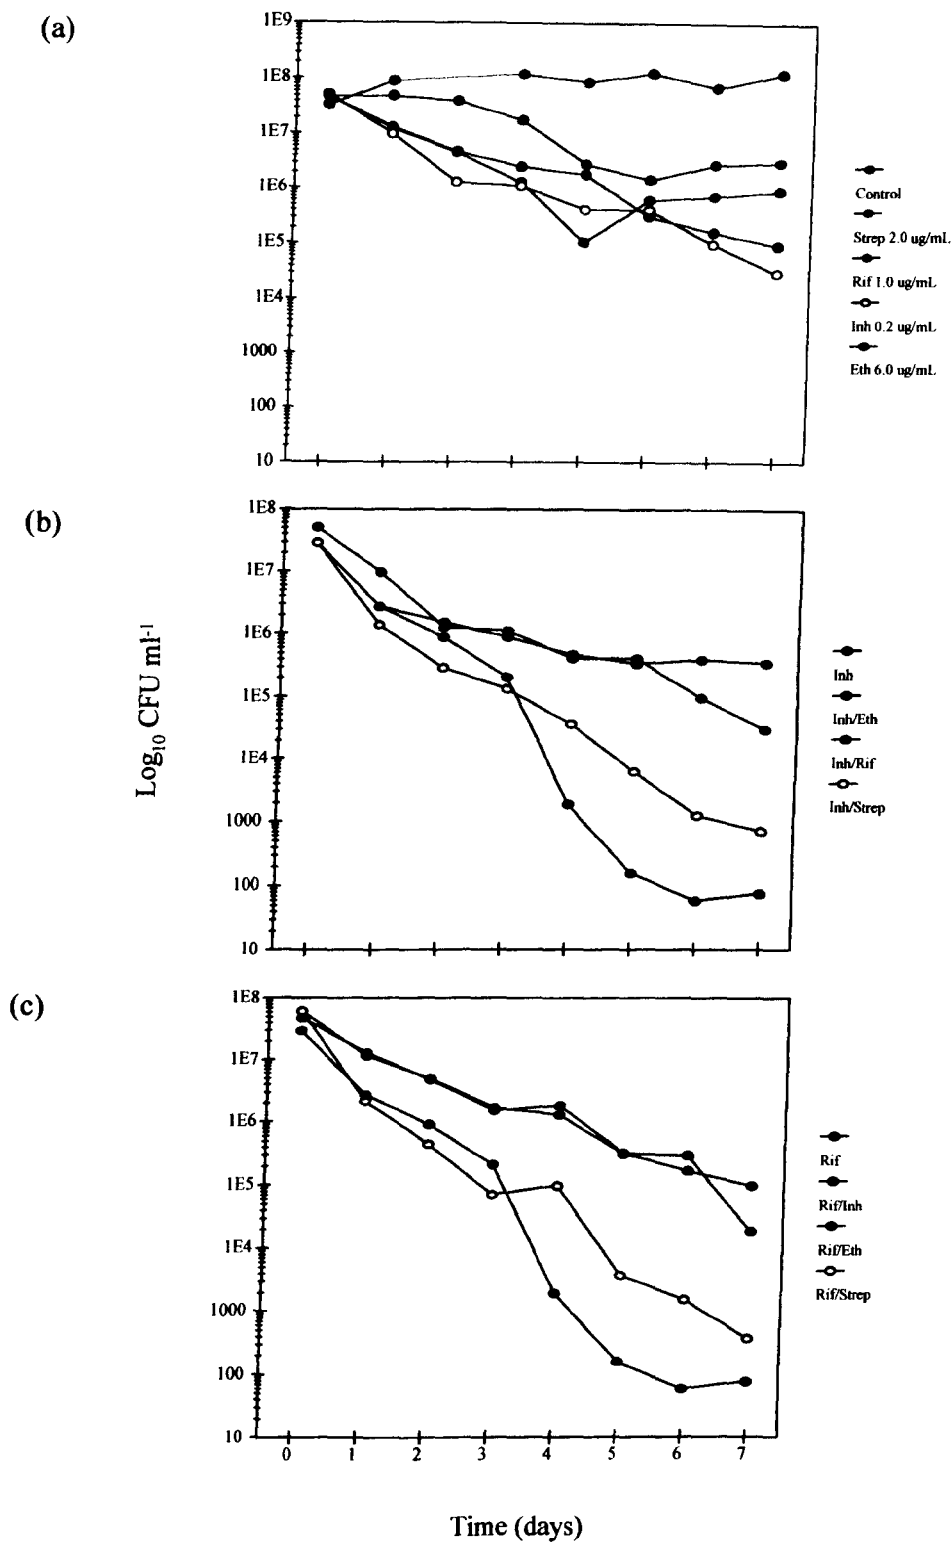 (a)
1E9
1E8
1E7
1E6
1E5
1E4
1000
100
10
Control
Strep 2.0 ug/mL
Rif 1.0 ug/mL
Inh 0.2 ug/mL
Eth 6.0 ug/mL
(b)
1E8
1E7
1E6
1E5
1E4
1000
100
10
Inh
Inh/Eth
Inh/Rif
Inh/Strep
Log10 CFU ml-1
(c)
1E8
1E7
1E6
1E5
1E4
1000
100
10
0 1 2 3 4 5 6 7
Rif
Rif/Inh
Rif/Eth
Rif/Strep
Time (days)